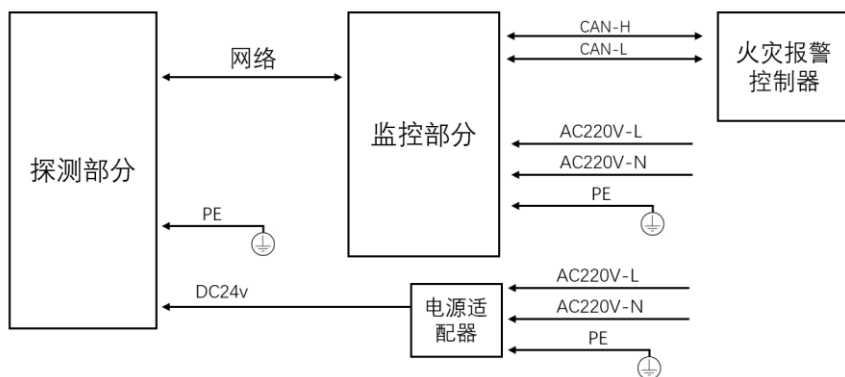 CAN-H
CAN-L
火灾报警
控制器
网络
监控部分
探测部分
AC220V-L
AC220V-N
PE
PE
DC24v
电源适
配器
AC220V-L
AC220V-N
PE